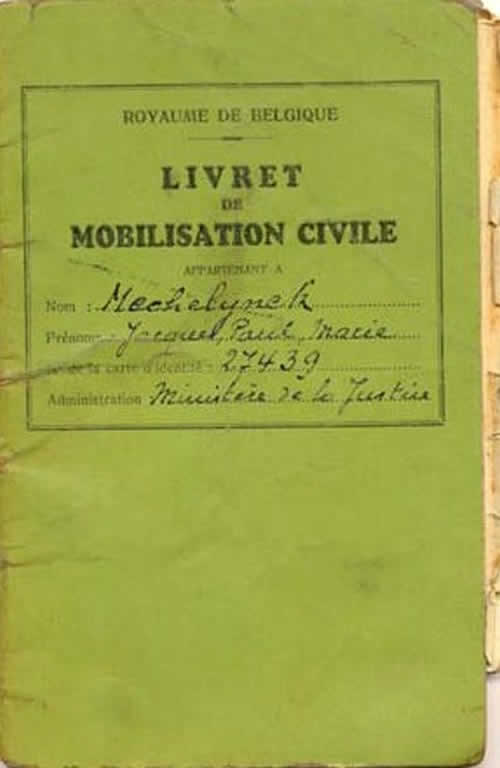 ROYAUME DE BELGIQUE
LIVRET
DE
MOBILISATION CIVILE
APPARTENANT A
Nom : Mechelynck
Prénoms : Jacques, Paul, Marie
No de la carte d'identité : 27439
Administration Ministère de la Justice